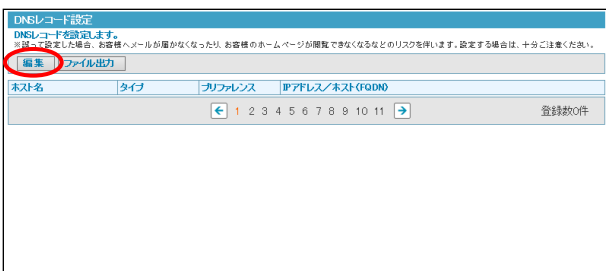 DNSレコード設定
DNSレコードを設定します。
※誤って設定した場合、お客様へメールが届かなくなったり、お客様のホームページが閲覧できなくなるなどのリスクを伴います。設定する場合は、十分ご注意ください。
編集 ファイル出力
ホスト名 タイプ プリファレンス IPアドレス／ホスト(FQDN)
← 1 2 3 4 5 6 7 8 9 10 11 → 登録数0件